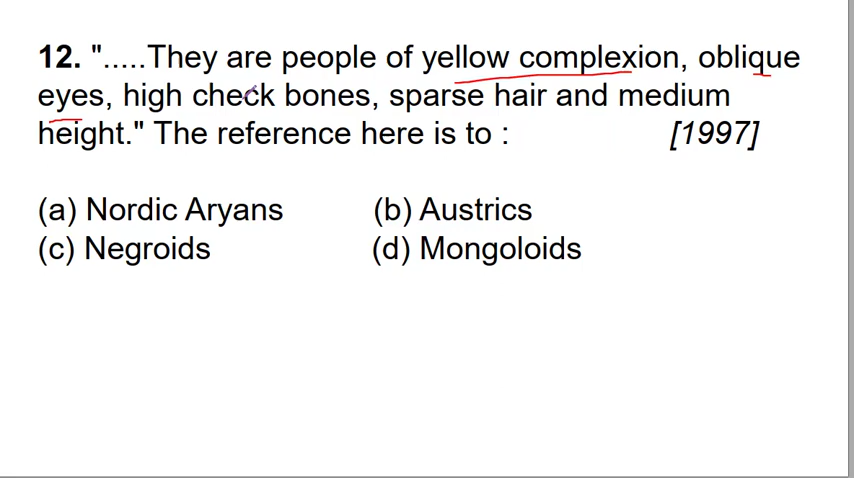 12. ".....They are people of yellow complexion, oblique
eyes, high check bones, sparse hair and medium
height." The reference here is to : [1997]
(a) Nordic Aryans (b) Austrics
(c) Negroids (d) Mongoloids